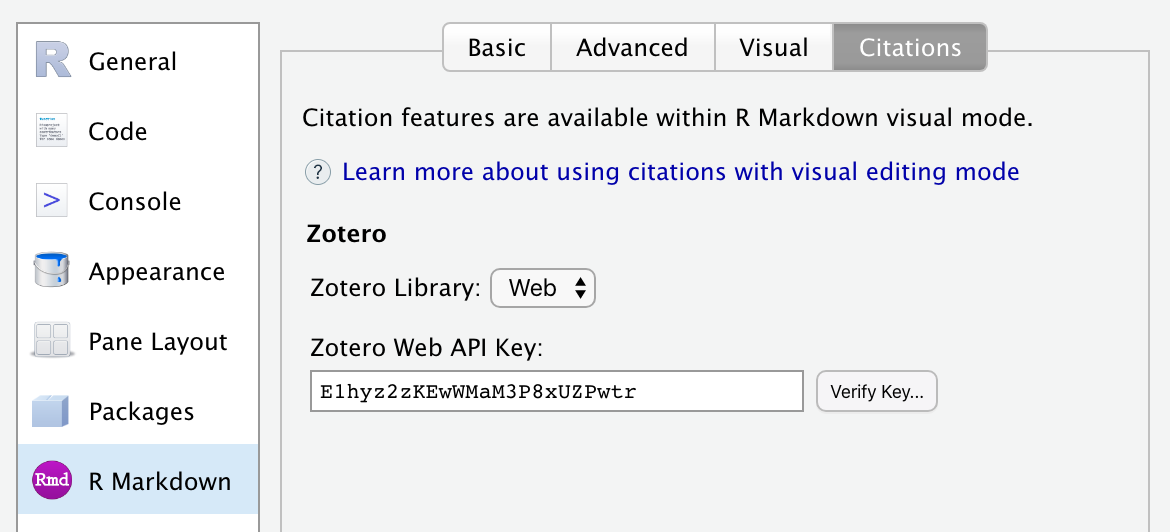 General
Code
Console
Appearance
Pane Layout
Packages
Rmd R Markdown
Basic Advanced Visual Citations
Citation features are available within R Markdown visual mode.
? Learn more about using citations with visual editing mode
Zotero
Zotero Library: Web
Zotero Web API Key:
E1hyz2zKEwWMaM3P8xUZPwtr Verify Key...